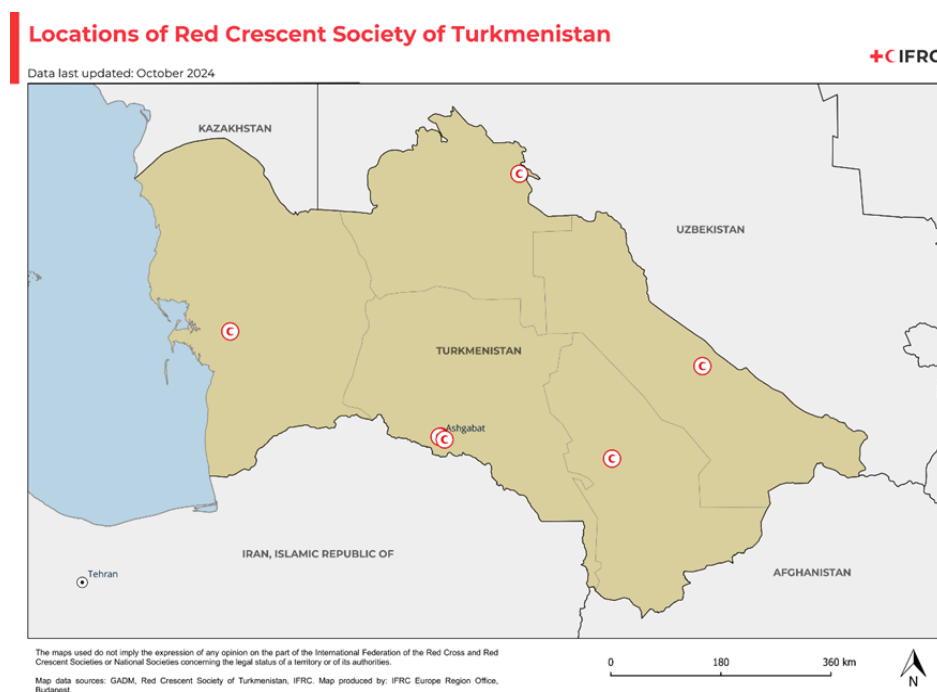 Locations of Red Crescent Society of Turkmenistan
IFRC
Data last updated: October 2024
KAZAKHSTAN
UZBEKISTAN
TURKMENISTAN
Ashgabat
IRAN, ISLAMIC REPUBLIC OF
Tehran
AFGHANISTAN
The maps used do not imply the expression of any opinion on the part of the International Federation of the Red Cross and Red
Crescent Societies or National Societies concerning the legal status of a territory or of its authorities.
Map data sources: GADM, Red Crescent Society of Turkmenistan, IFRC. Map produced by: IFRC Europe Region Office,
Budapest.
0 180 360 km
N